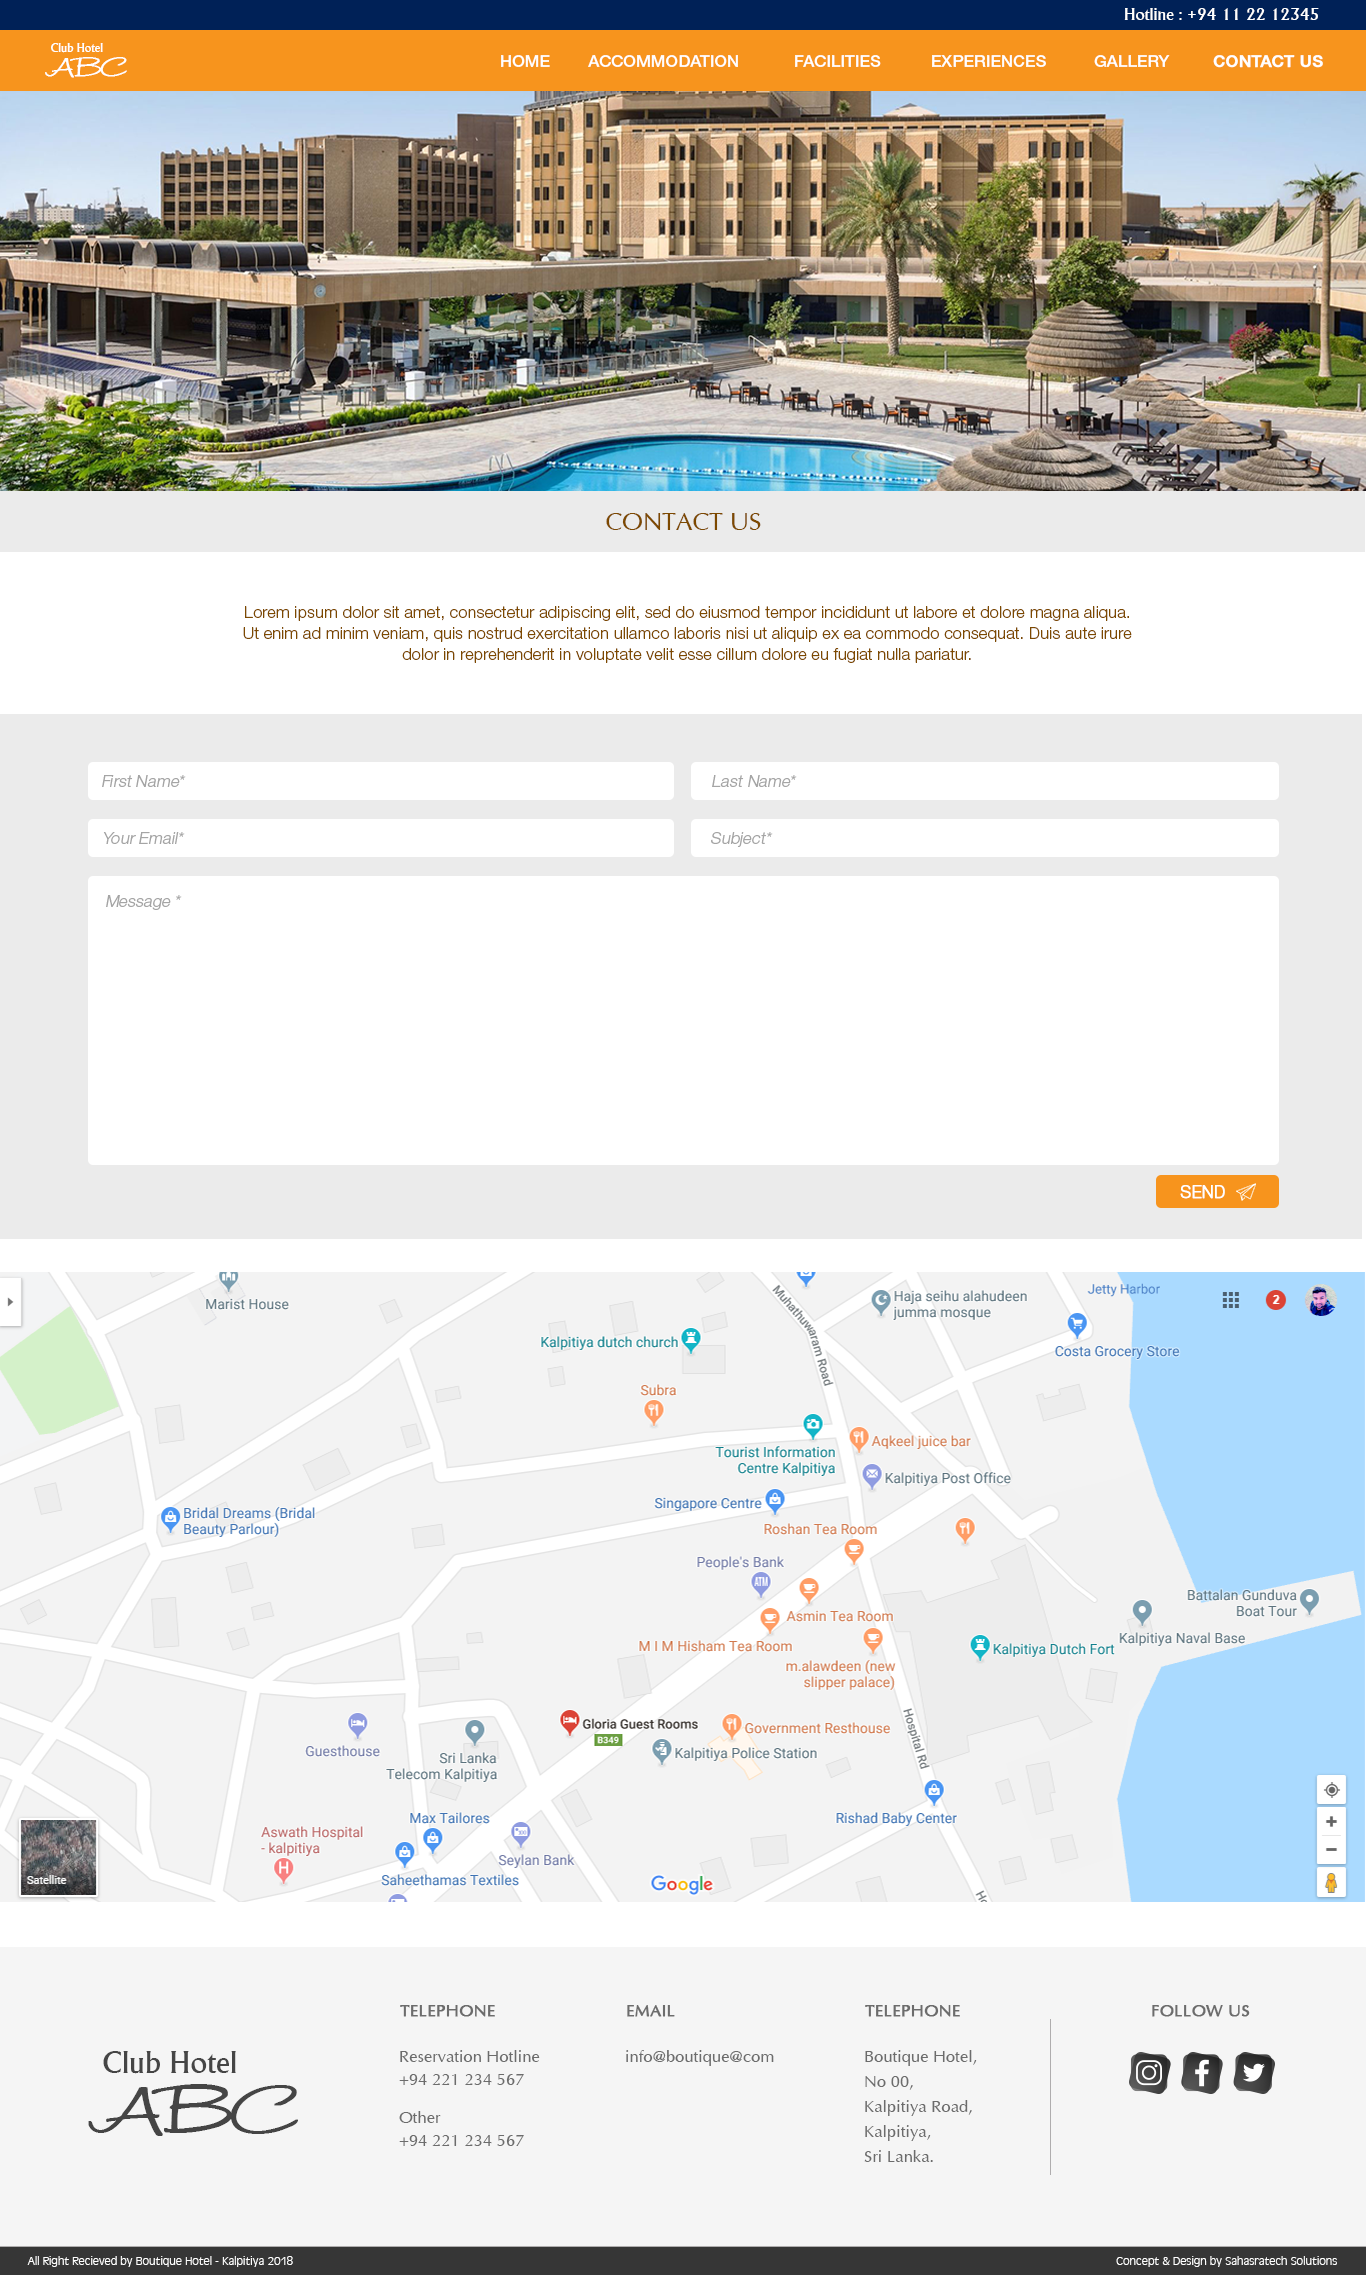 Hotline : +94 11 22 12345
Club Hotel
ABC
HOME ACCOMMODATION FACILITIES EXPERIENCES GALLERY CONTACT US
CONTACT US
Lorem ipsum dolor sit amet, consectetur adipiscing elit, sed do eiusmod tempor incididunt ut labore et dolore magna aliqua.
Ut enim ad minim veniam, quis nostrud exercitation ullamco laboris nisi ut aliquip ex ea commodo consequat. Duis aute irure
dolor in reprehenderit in voluptate velit esse cillum dolore eu fugiat nulla pariatur.
First Name*
Last Name*
Your Email*
Subject*
Message *
SEND
Marist House
Haja seihu alahudeen
jumma mosque
Jetty Harbor
2
Muhathuwaram Road
Kalpitiya dutch church
Costa Grocery Store
Subra
Tourist Information
Centre Kalpitiya
Aqkeel juice bar
Kalpitiya Post Office
Singapore Centre
Bridal Dreams (Bridal
Beauty Parlour)
Roshan Tea Room
People's Bank
ATM
Asmin Tea Room
Battalan Gunduva
Boat Tour
M I M Hisham Tea Room
Kalpitiya Naval Base
Kalpitiya Dutch Fort
m.alawdeen (new
slipper palace)
Hospital Rd
Gloria Guest Rooms
B349
Government Resthouse
Kalpitiya Police Station
Guesthouse
Sri Lanka
Telecom Kalpitiya
Max Tailores
Rishad Baby Center
Aswath Hospital
- kalpitiya
H
Seylan Bank
Saheethamas Textiles
Satellite
Google
Ho
TELEPHONE
Reservation Hotline
+94 221 234 567
Other
+94 221 234 567
EMAIL
info@boutique@com
TELEPHONE
Boutique Hotel,
No 00,
Kalpitiya Road,
Kalpitiya,
Sri Lanka.
FOLLOW US
Club Hotel
ABC
All Right Recieved by Boutique Hotel - Kalpitiya 2018
Concept & Design by Sahasratech Solutions